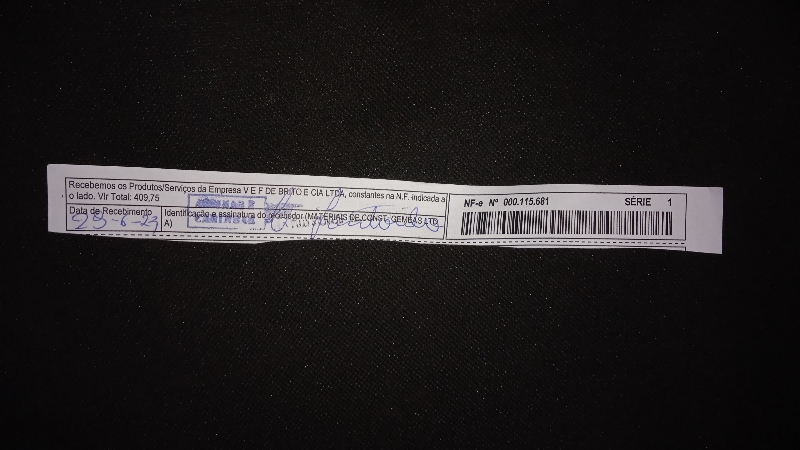 Recebemos os Produtos/Serviços da Empresa V E F DE BRITO E CIA LTDA, constantes na N.F. indicada a
o lado. Vlr Total: 409,75
Data de Recebimento
Identificação e assinatura do recebedor (MATERIAIS DE CONST. GEMEAS LTD
A)
NF-e Nº 000.115.681 SÉRIE 1